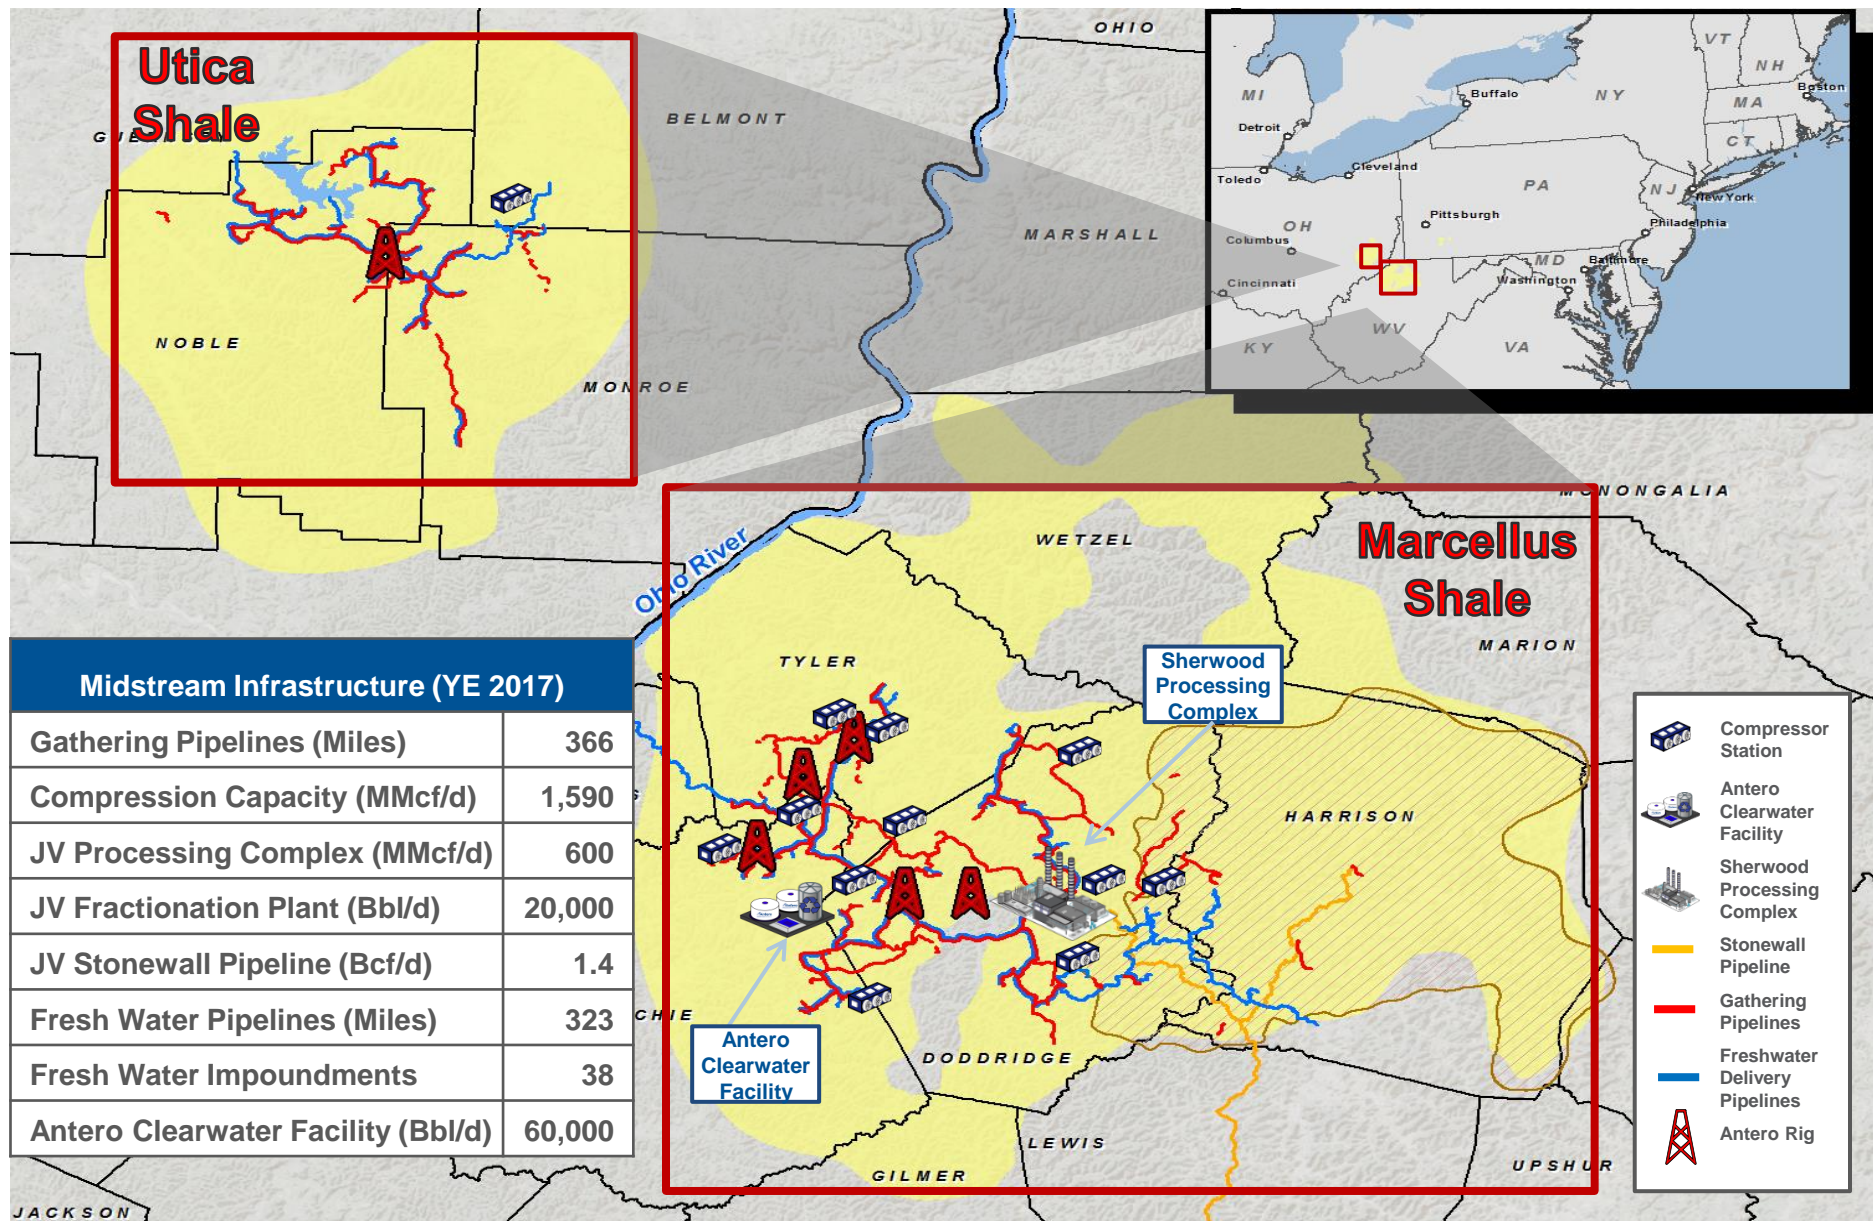 Utica
Shale
GUERNSEY
BELMONT
OHIO
MARSHALL
NOBLE
MONROE
MI
Detroit
Toledo
Cleveland
Buffalo
NY
VT
NH
MA
Boston
CT
PA
NJ
New York
Pittsburgh
Philadelphia
OH
Columbus
MD
Baltimore
Washington
Cincinnati
WV
KY
VA
MONONGALIA
Marcellus
Shale
WETZEL
Ohio River
MARION
TYLER
Sherwood
Processing
Complex
HARRISON
Midstream Infrastructure (YE 2017)
Gathering Pipelines (Miles) 366
Compression Capacity (MMcf/d) 1,590
JV Processing Complex (MMcf/d) 600
JV Fractionation Plant (Bbl/d) 20,000
JV Stonewall Pipeline (Bcf/d) 1.4
Fresh Water Pipelines (Miles) 323
Fresh Water Impoundments 38
Antero Clearwater Facility (Bbl/d) 60,000
S
CHIE
Antero
Clearwater
Facility
DODDRIDGE
LEWIS
GILMER
UPSHUR
JACKSON
Compressor
Station
Antero
Clearwater
Facility
Sherwood
Processing
Complex
Stonewall
Pipeline
Gathering
Pipelines
Freshwater
Delivery
Pipelines
Antero Rig